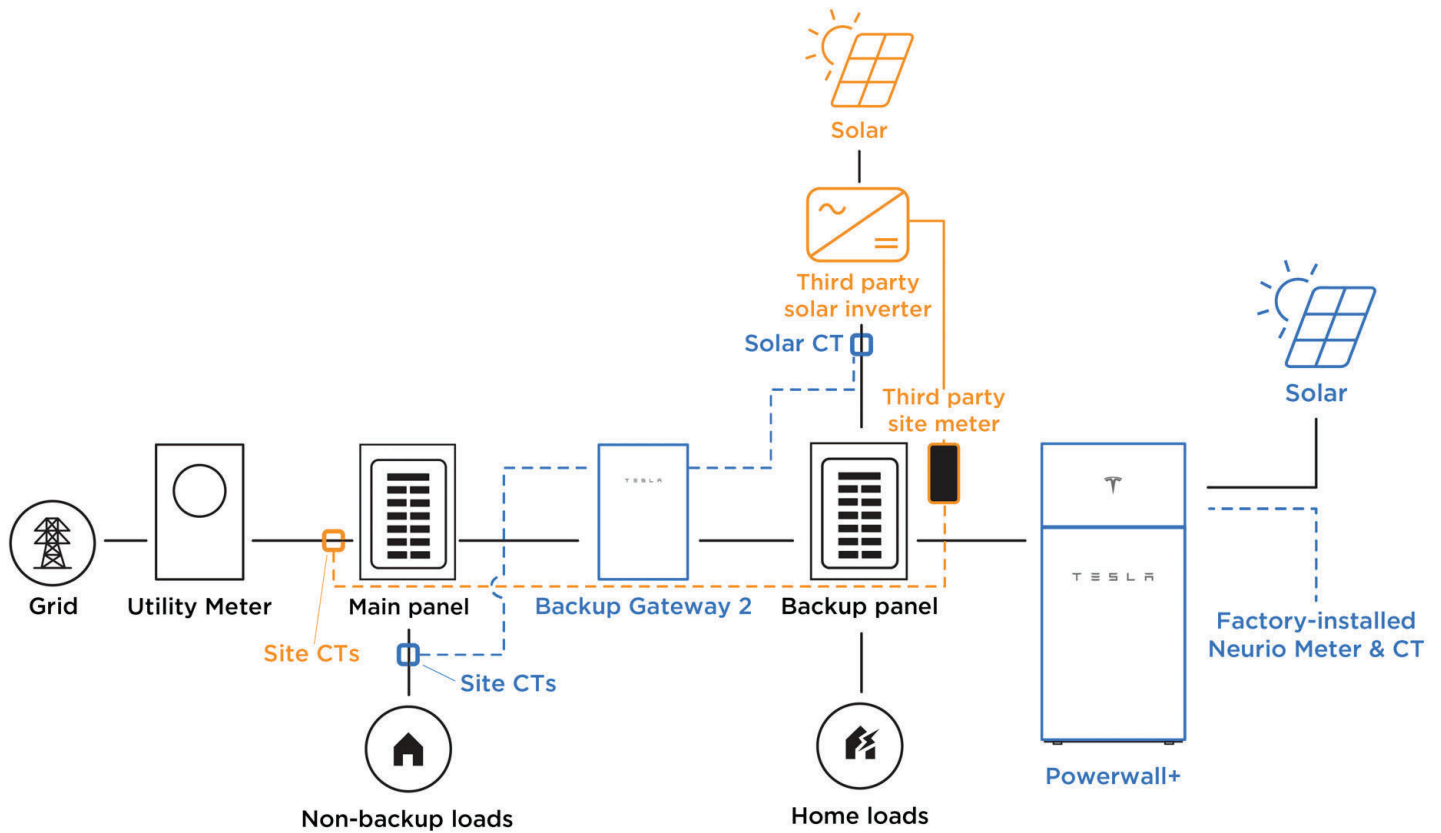 Solar
Third party
solar inverter
Solar CT
Third party
site meter
Solar
TESLA
TESLA
Grid
Utility Meter
Main panel
Backup Gateway 2
Backup panel
Factory-installed
Neurio Meter & CT
Site CTs
Site CTs
Powerwall+
Non-backup loads
Home loads